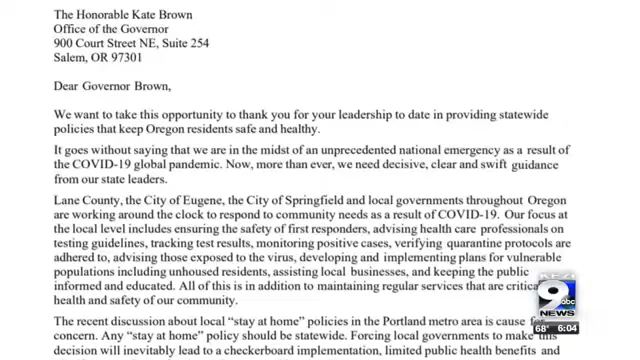 The Honorable Kate Brown
Office of the Governor
900 Court Street NE, Suite 254
Salem, OR 97301
Dear Governor Brown,
We want to take this opportunity to thank you for your leadership to date in providing statewide
policies that keep Oregon residents safe and healthy.
It goes without saying that we are in the midst of an unprecedented national emergency as a result of
the COVID-19 global pandemic. Now, more than ever, we need decisive, clear and swift guidance
from our state leaders.
Lane County, the City of Eugene, the City of Springfield and local governments throughout Oregon
are working around the clock to respond to community needs as a result of COVID-19. Our focus at
the local level includes ensuring the safety of first responders, advising health care professionals on
testing guidelines, tracking test results, monitoring positive cases, verifying quarantine protocols are
adhered to, advising those exposed to the virus, developing and implementing plans for vulnerable
populations including unhoused residents, assisting local businesses, and keeping the public
informed and educated. All of this is in addition to maintaining regular services that are critica
health and safety of our community.
The recent discussion about local “stay at home” policies in the Portland metro area is cause for
concern. Any “stay at home” policy should be statewide. Forcing local governments to make this
decision will inevitably lead to a checkerboard implementation, limited public health benefits and
KEZI
9
abc
NEWS
68° 6:04